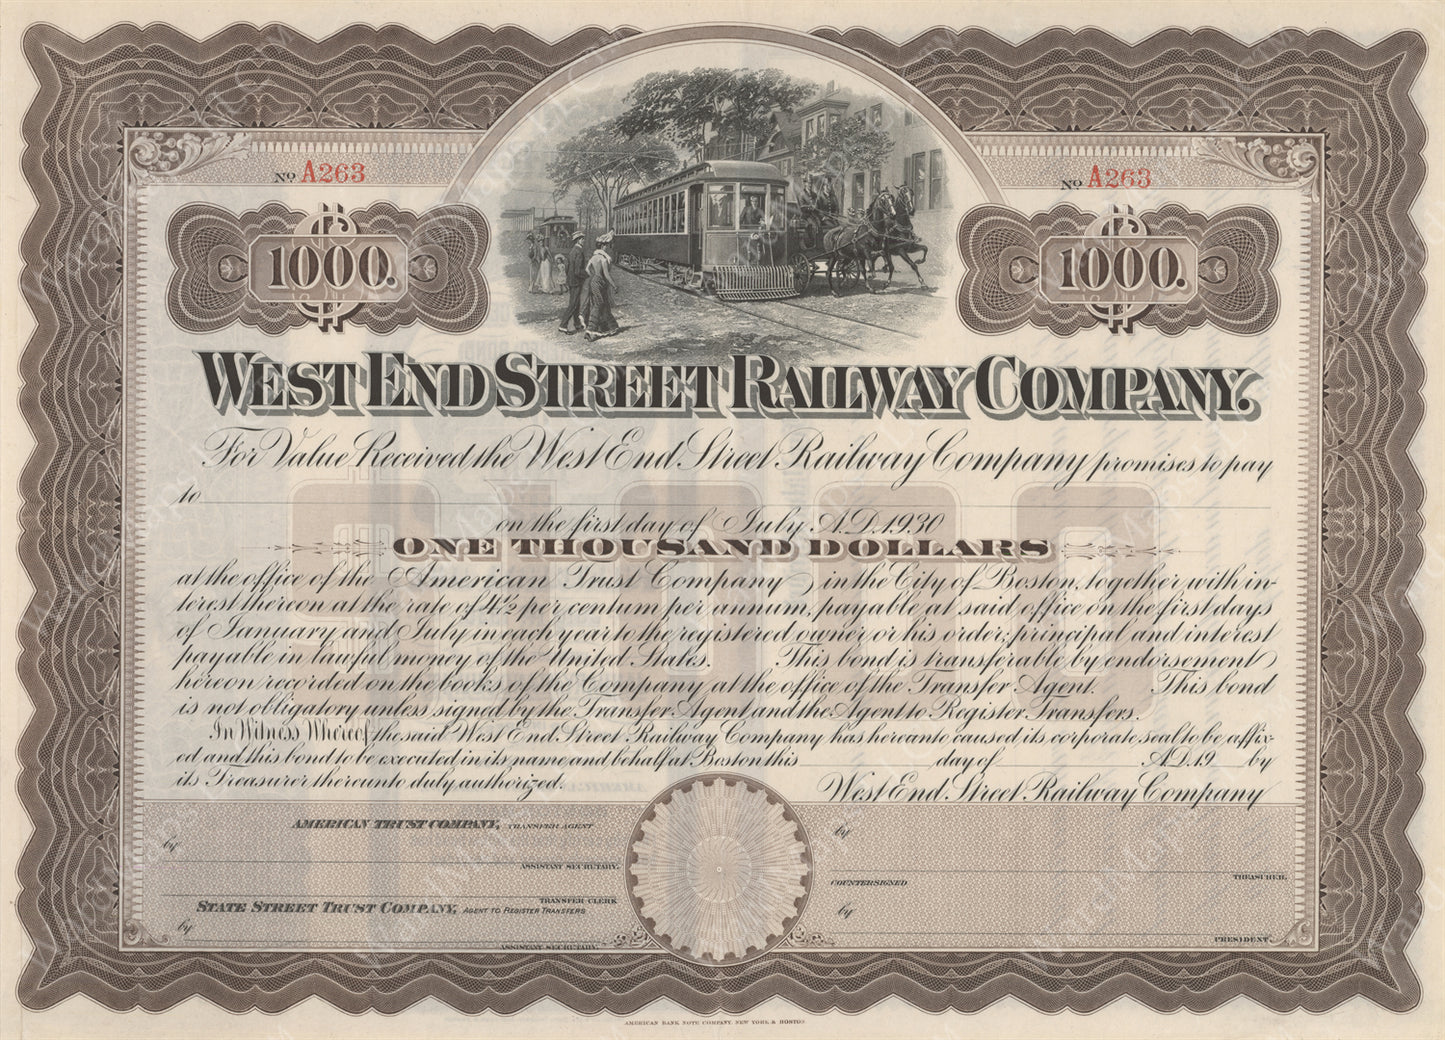 No A263
No A263
$1000.
$1000.
WEST END STREET RAILWAY COMPANY.
For Value Received the West End Street Railway Company promises to pay
to
on the first day of July A.D. 1930
ONE THOUSAND DOLLARS
at the office of the American Trust Company, in the City of Boston, together with in-
terest thereon at the rate of 4½ per centum per annum, payable at said office on the first days
of January and July in each year to the registered owner or his order; principal and interest
payable in lawful money of the United States. This bond is transferable by endorsement
hereon recorded on the books of the Company at the office of the Transfer Agent. This bond
is not obligatory unless signed by the Transfer Agent and the Agent to Register Transfers.
In Witness Whereof, the said West End Street Railway Company has hereunto caused its corporate seal to be affix-
ed and this bond to be executed in its name and behalf at Boston this day of A.D. 19 by
its Treasurer thereunto duly authorized.
West End Street Railway Company
AMERICAN TRUST COMPANY, TRANSFER AGENT
by
ASSISTANT SECRETARY.
TRANSFER CLERK
STATE STREET TRUST COMPANY, AGENT TO REGISTER TRANSFERS
by
ASSISTANT SECRETARY.
by
TREASURER.
COUNTERSIGNED
by
PRESIDENT.
AMERICAN BANK NOTE COMPANY, NEW YORK & BOSTON.